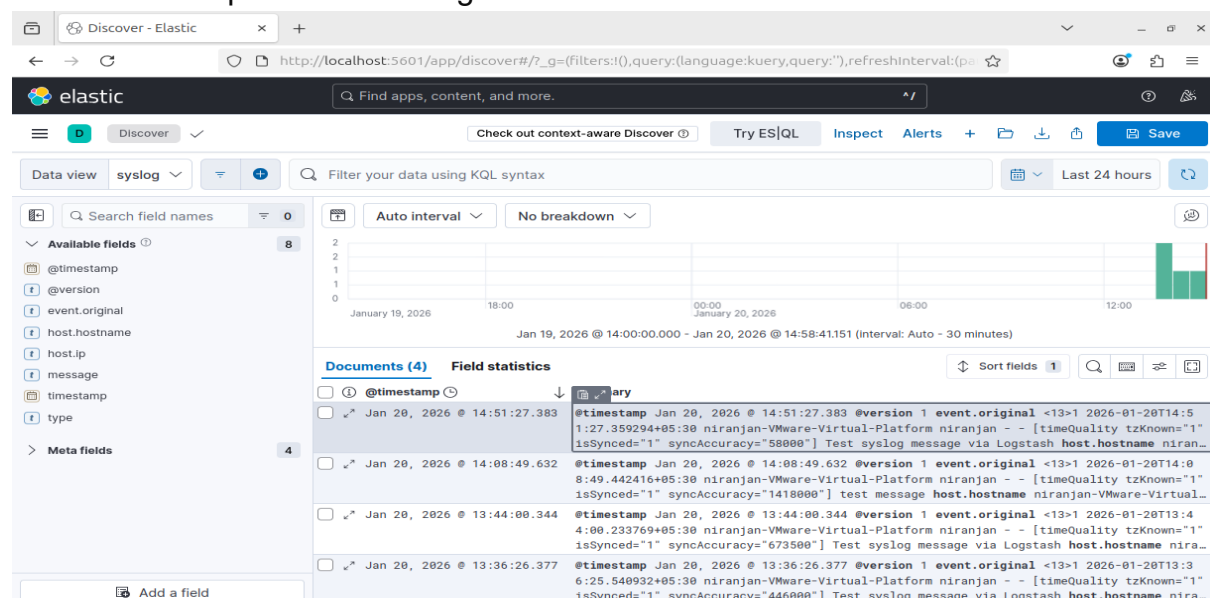 Discover - Elastic
http://localhost:5601/app/discover#/?_g=(filters:!(),query:(language:kuery,query:''),refreshInterval:(pa
elastic
Find apps, content, and more.
^/
D Discover
Check out context-aware Discover
Try ES|QL
Inspect
Alerts
Save
Data view
syslog
Filter your data using KQL syntax
Last 24 hours
Search field names
0
Auto interval
No breakdown
Available fields
8
@timestamp
@version
event.original
host.hostname
host.ip
message
timestamp
type
Meta fields
4
Add a field
2
2
1
1
0
18:00
January 19, 2026
00:00
January 20, 2026
06:00
12:00
Jan 19, 2026 @ 14:00:00.000 - Jan 20, 2026 @ 14:58:41.151 (interval: Auto - 30 minutes)
Documents (4)
Field statistics
Sort fields 1
@timestamp
ary
Jan 20, 2026 @ 14:51:27.383
@timestamp Jan 20, 2026 @ 14:51:27.383 @version 1 event.original <13>1 2026-01-20T14:5
1:27.359294+05:30 niranjan-VMware-Virtual-Platform niranjan - - [timeQuality tzKnown="1"
isSynced="1" syncAccuracy="58000"] Test syslog message via Logstash host.hostname niran…
Jan 20, 2026 @ 14:08:49.632
@timestamp Jan 20, 2026 @ 14:08:49.632 @version 1 event.original <13>1 2026-01-20T14:0
8:49.442416+05:30 niranjan-VMware-Virtual-Platform niranjan - - [timeQuality tzKnown="1"
isSynced="1" syncAccuracy="1418000"] test message host.hostname niranjan-VMware-Virtual…
Jan 20, 2026 @ 13:44:00.344
@timestamp Jan 20, 2026 @ 13:44:00.344 @version 1 event.original <13>1 2026-01-20T13:4
4:00.233769+05:30 niranjan-VMware-Virtual-Platform niranjan - - [timeQuality tzKnown="1"
isSynced="1" syncAccuracy="673500"] Test syslog message via Logstash host.hostname nira…
Jan 20, 2026 @ 13:36:26.377
@timestamp Jan 20, 2026 @ 13:36:26.377 @version 1 event.original <13>1 2026-01-20T13:3
6:25.540932+05:30 niranjan-VMware-Virtual-Platform niranjan - - [timeQuality tzKnown="1"
isSynced="1" syncAccuracy="446000"] Test syslog message via Logstash host.hostname nira…